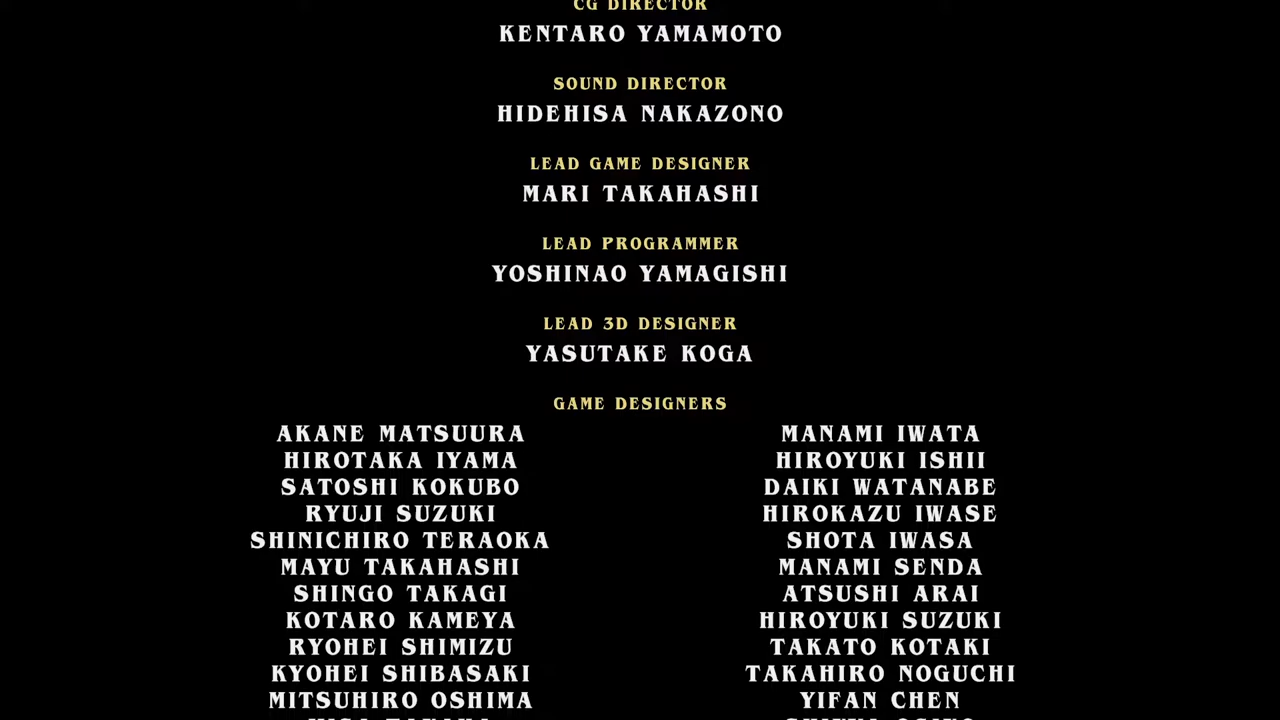 CG DIRECTOR
KENTARO YAMAMOTO
SOUND DIRECTOR
HIDEHISA NAKAZONO
LEAD GAME DESIGNER
MARI TAKAHASHI
LEAD PROGRAMMER
YOSHINAO YAMAGISHI
LEAD 3D DESIGNER
YASUTAKE KOGA
GAME DESIGNERS
AKANE MATSUURA
HIROTAKA IYAMA
SATOSHI KOKUBO
RYUJI SUZUKI
SHINICHIRO TERAOKA
MAYU TAKAHASHI
SHINGO TAKAGI
KOTARO KAMEYA
RYOHEI SHIMIZU
KYOHEI SHIBASAKI
MITSUHIRO OSHIMA
MANAMI IWATA
HIROYUKI ISHII
DAIKI WATANABE
HIROKAZU IWASE
SHOTA IWASA
MANAMI SENDA
ATSUSHI ARAI
HIROYUKI SUZUKI
TAKATO KOTAKI
TAKAHIRO NOGUCHI
YIFAN CHEN